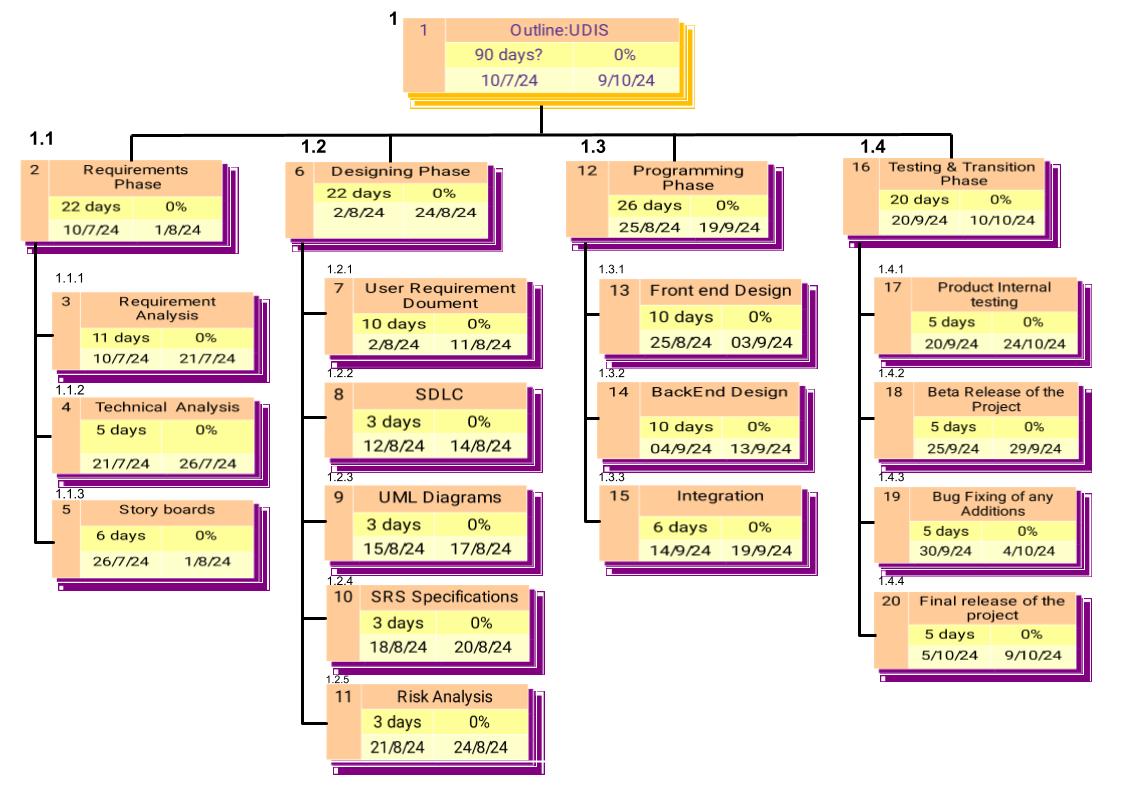 1
1 Outline:UDIS
90 days? 0%
10/7/24 9/10/24
1.1
2 Requirements
Phase
22 days 0%
10/7/24 1/8/24
1.1.1
3 Requirement
Analysis
11 days 0%
10/7/24 21/7/24
1.1.2
4 Technical Analysis
5 days 0%
21/7/24 26/7/24
1.1.3
5 Story boards
6 days 0%
26/7/24 1/8/24
1.2
6 Designing Phase
22 days 0%
2/8/24 24/8/24
1.2.1
7 User Requirement
Doument
10 days 0%
2/8/24 11/8/24
1.2.2
8 SDLC
3 days 0%
12/8/24 14/8/24
1.2.3
9 UML Diagrams
3 days 0%
15/8/24 17/8/24
1.2.4
10 SRS Specifications
3 days 0%
18/8/24 20/8/24
1.2.5
11 Risk Analysis
3 days 0%
21/8/24 24/8/24
1.3
12 Programming
Phase
26 days 0%
25/8/24 19/9/24
1.3.1
13 Front end Design
10 days 0%
25/8/24 03/9/24
1.3.2
14 BackEnd Design
10 days 0%
04/9/24 13/9/24
1.3.3
15 Integration
6 days 0%
14/9/24 19/9/24
1.4
16 Testing & Transition
Phase
20 days 0%
20/9/24 10/10/24
1.4.1
17 Product Internal
testing
5 days 0%
20/9/24 24/10/24
1.4.2
18 Beta Release of the
Project
5 days 0%
25/9/24 29/9/24
1.4.3
19 Bug Fixing of any
Additions
5 days 0%
30/9/24 4/10/24
1.4.4
20 Final release of the
project
5 days 0%
5/10/24 9/10/24